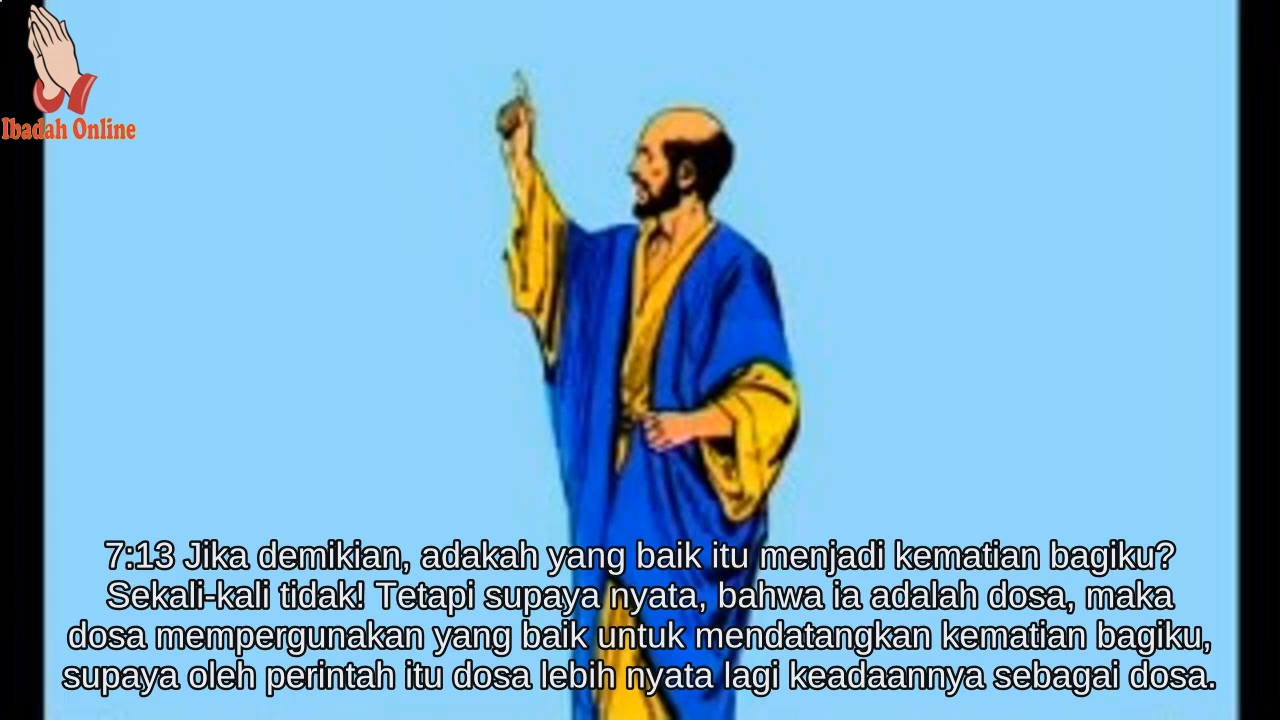 Ibadah Online
7:13 Jika demikian, adakah yang baik itu menjadi kematian bagiku?
Sekali-kali tidak! Tetapi supaya nyata, bahwa ia adalah dosa, maka
dosa mempergunakan yang baik untuk mendatangkan kematian bagiku,
supaya oleh perintah itu dosa lebih nyata lagi keadaannya sebagai dosa.